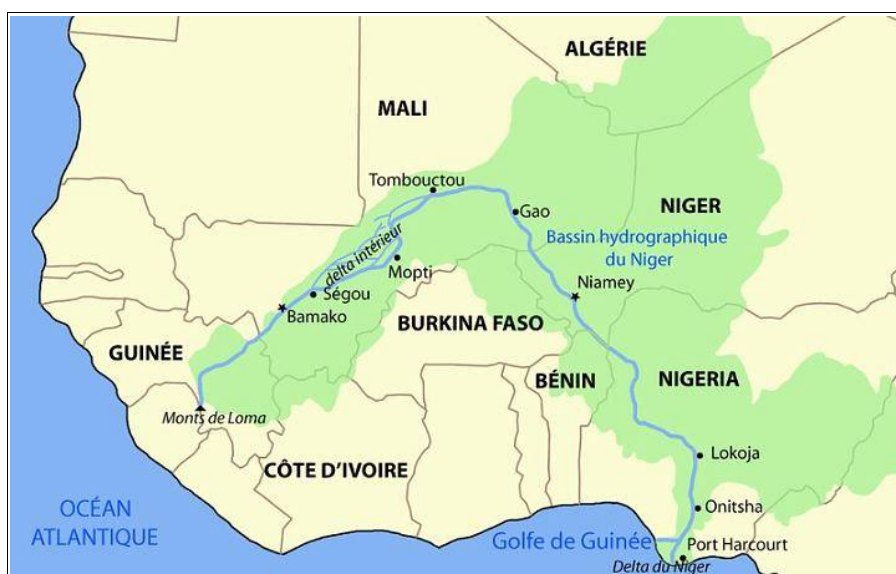 ALGÉRIE
MALI
Tombouctou
Gao
NIGER
Bassin hydrographique
du Niger
delta intérieur
Mopti
Niamey
Ségou
Bamako
BURKINA FASO
GUINÉE
BÉNIN
NIGERIA
Monts de Loma
Lokoja
CÔTE D'IVOIRE
Onitsha
OCÉAN
ATLANTIQUE
Golfe de Guinée
Port Harcourt
Delta du Niger